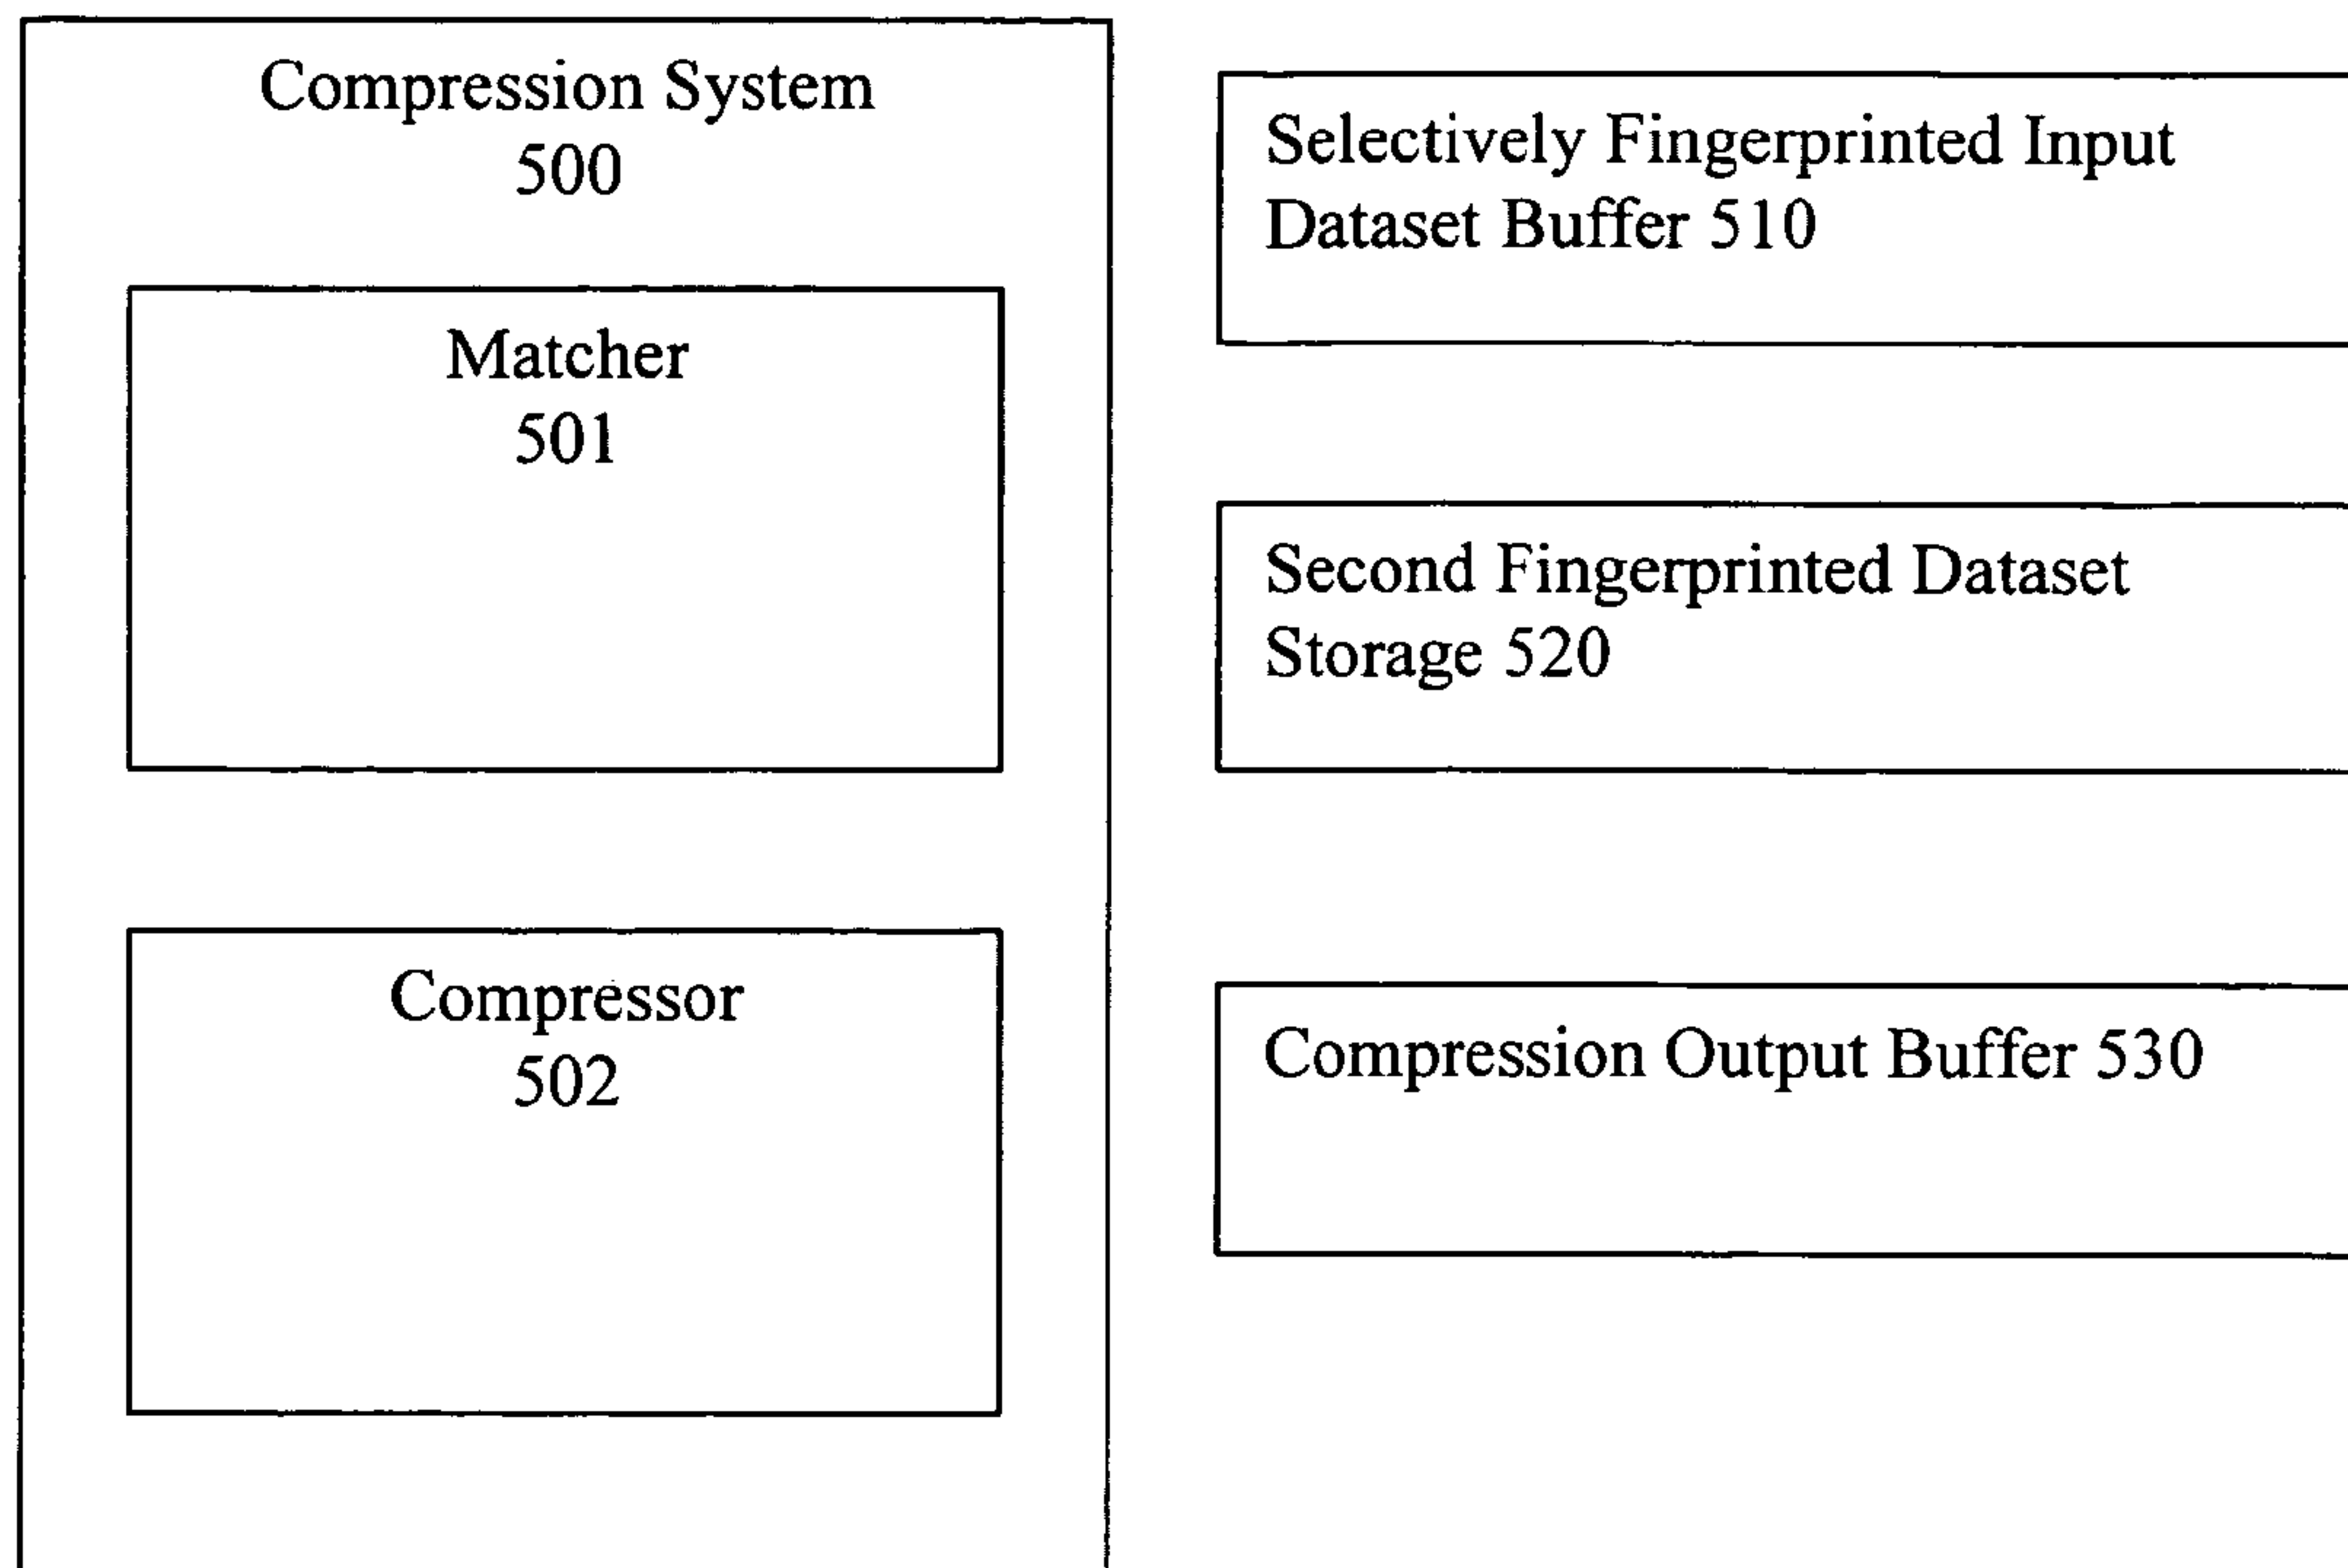 Compression System
500
Matcher
501
Compressor
502
Selectively Fingerprinted Input
Dataset Buffer 510
Second Fingerprinted Dataset
Storage 520
Compression Output Buffer 530